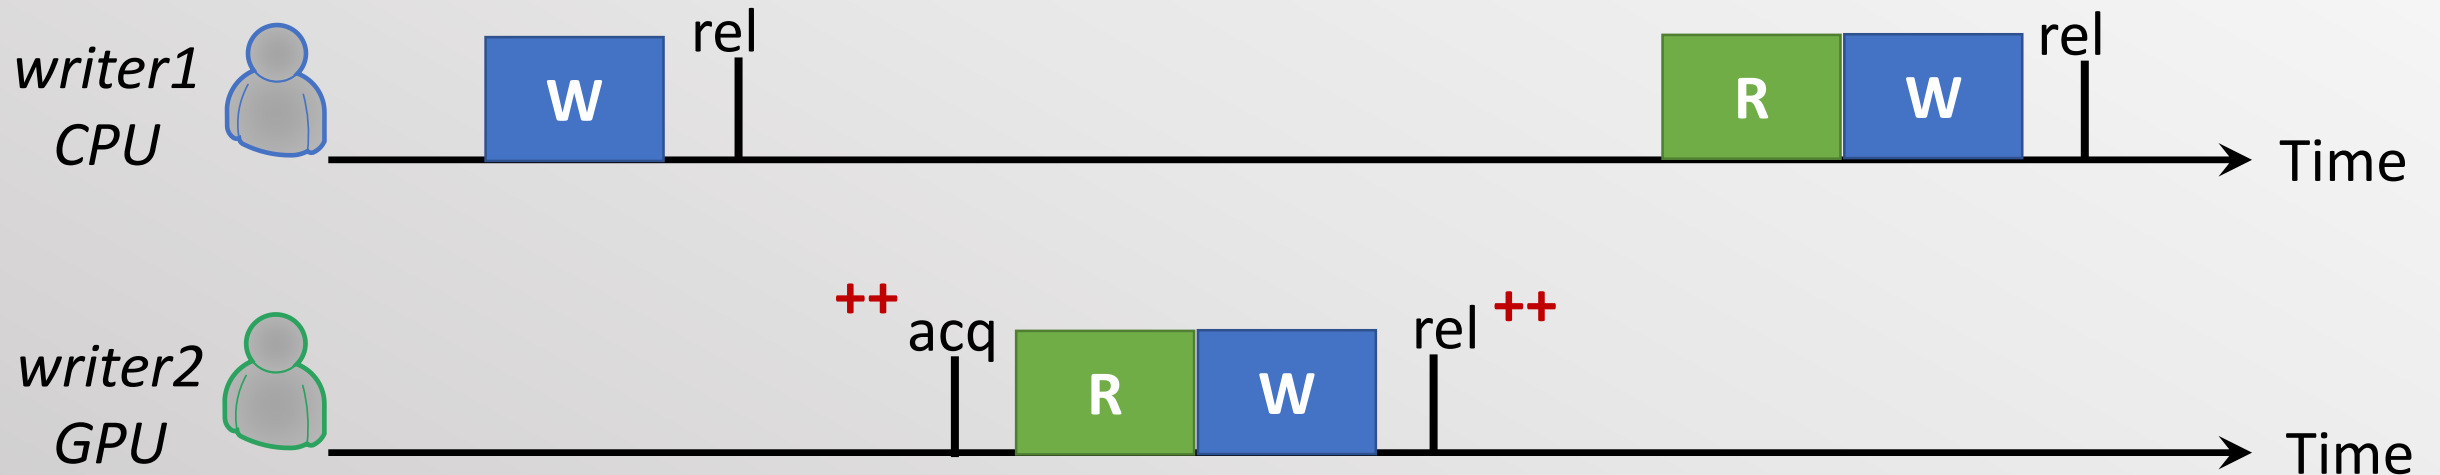 writer1
CPU
W
rel
R
W
rel
Time
writer2
GPU
++
acq
R
W
rel
++
Time